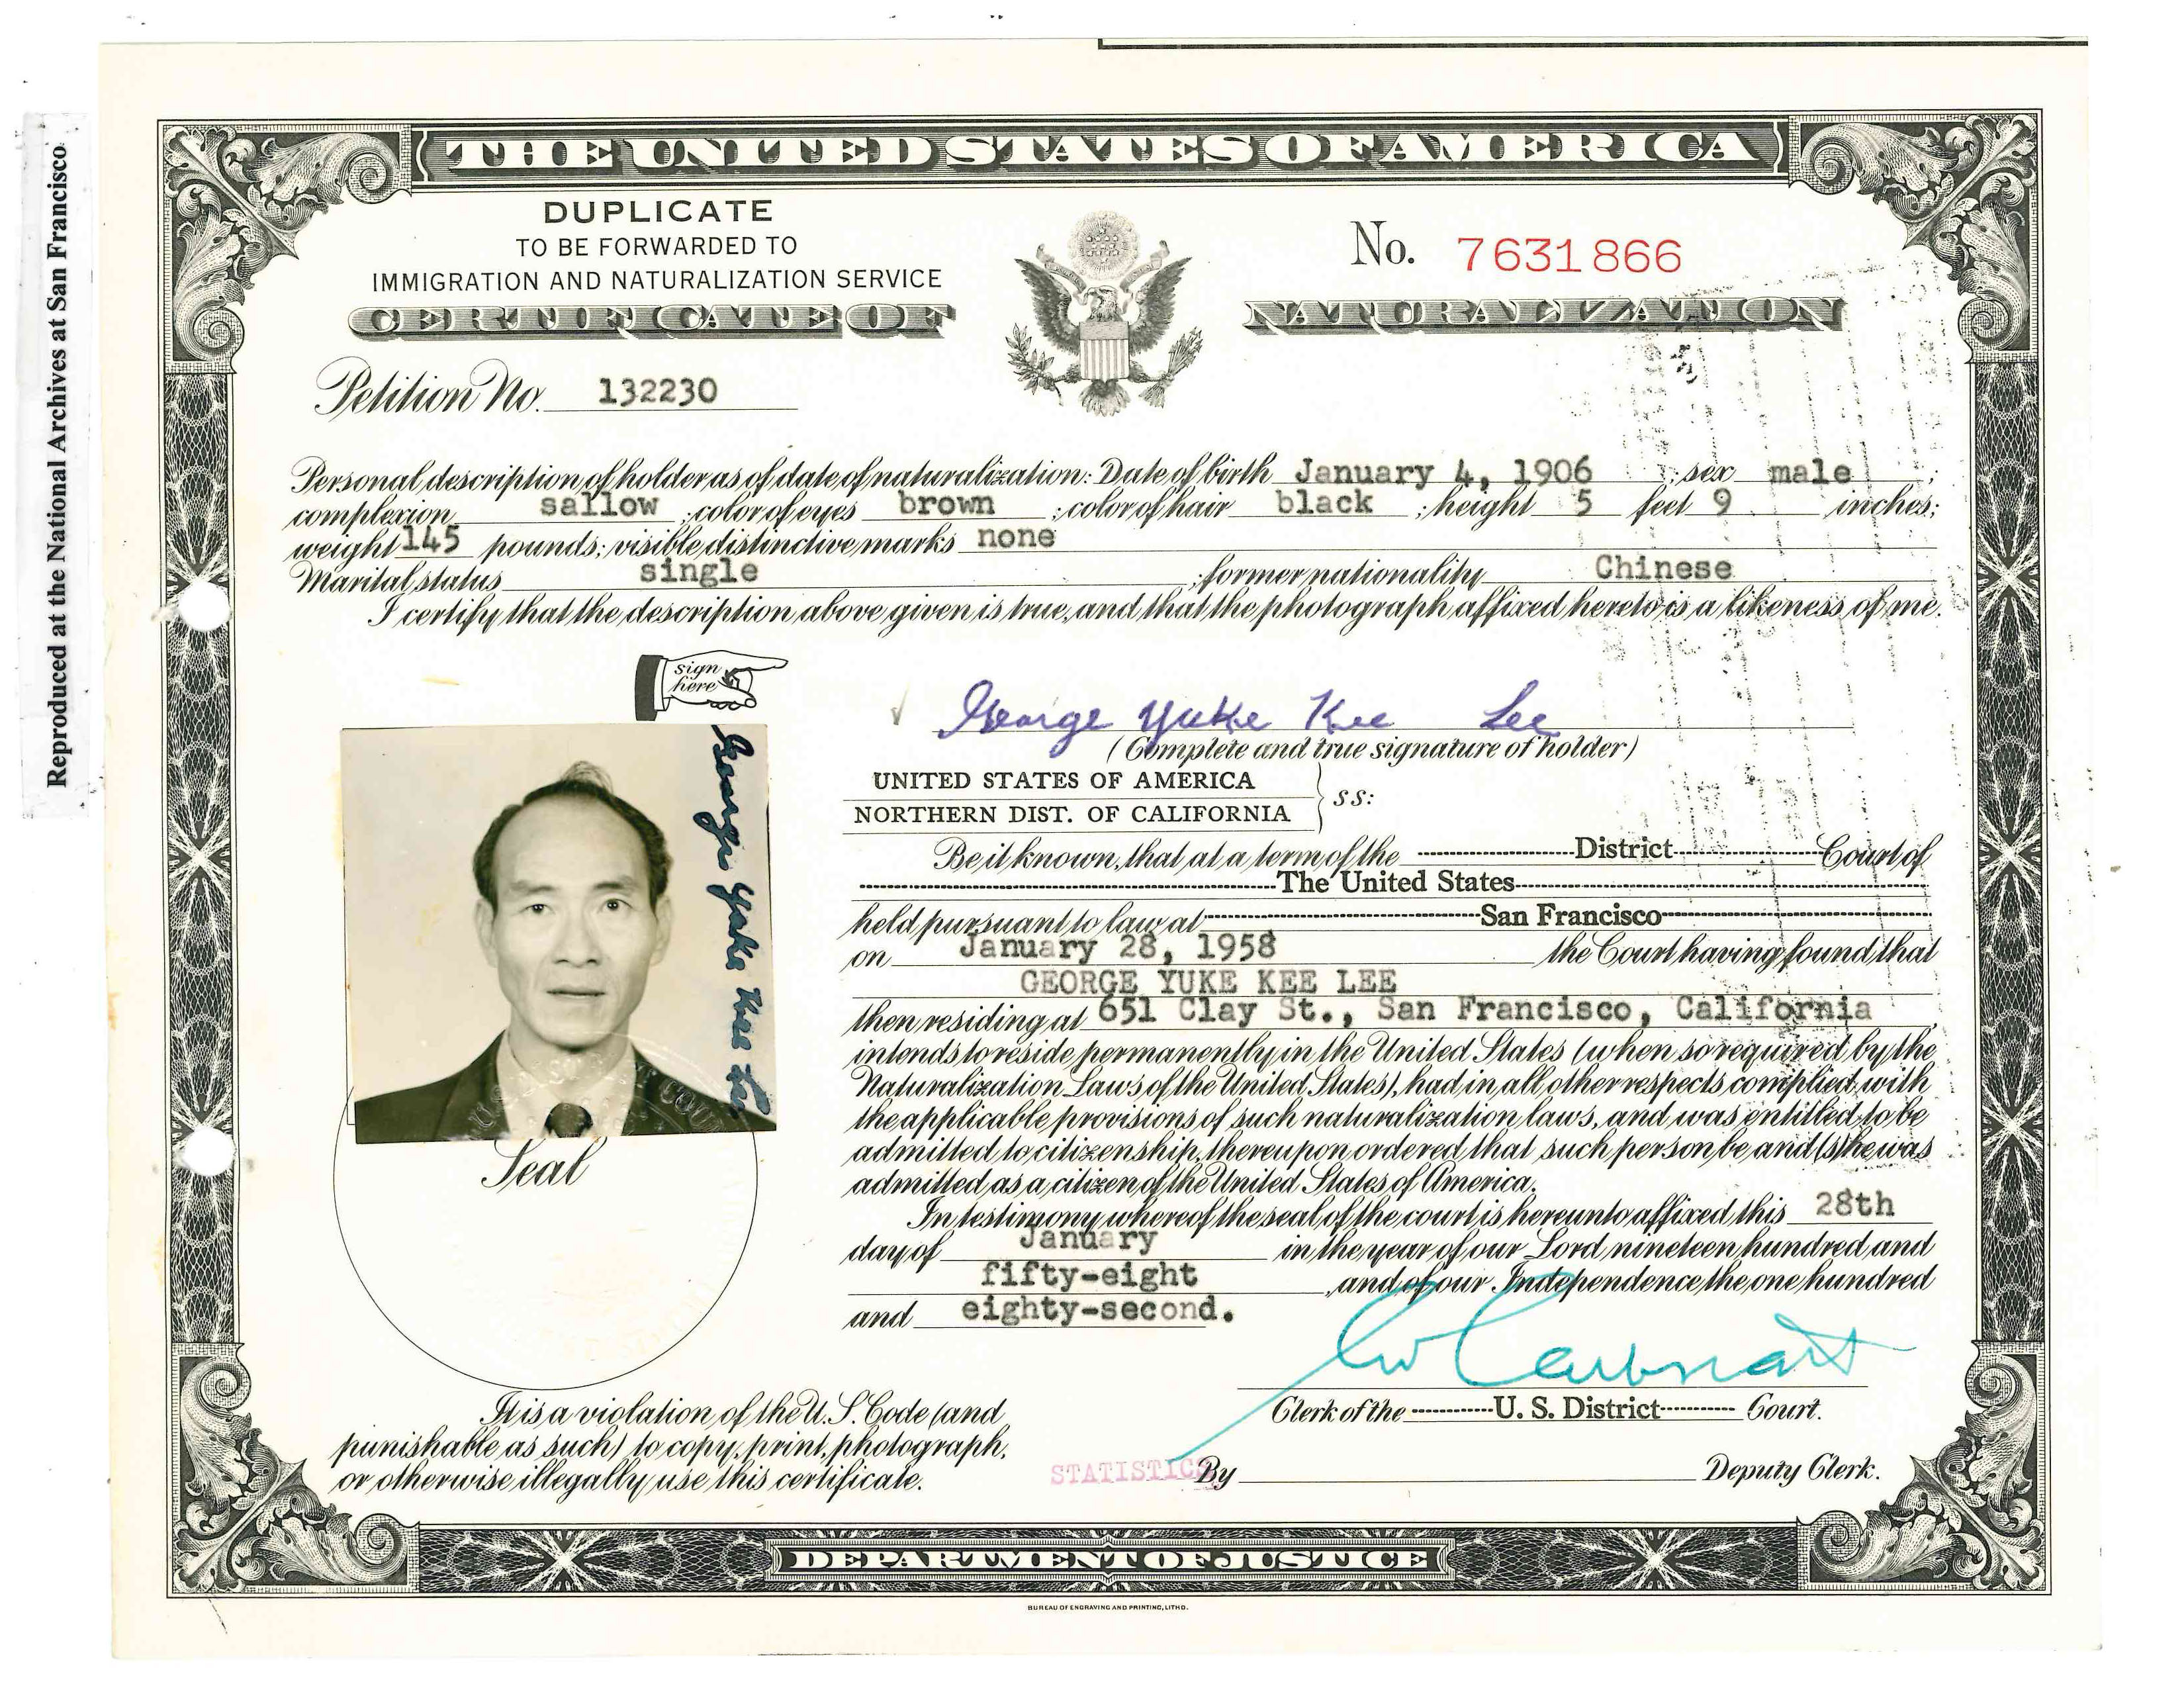 Reproduced at the National Archives at San Francisco
THE UNITED STATES OF AMERICA
DUPLICATE
TO BE FORWARDED TO
IMMIGRATION AND NATURALIZATION SERVICE
No. 7631866
CERTIFICATE OF NATURALIZATION
Petition No. 132230
Personal description of holder as of date of naturalization: Date of birth January 4, 1906 ; sex male ;
complexion sallow ; color of eyes brown ; color of hair black ; height 5 feet 9 inches;
weight 145 pounds; visible distinctive marks none
Marital status single ; former nationality Chinese
I certify that the description above given is true, and that the photograph affixed hereto is a likeness of me.
sign
here
George Yuke Kee Lee
(Complete and true signature of holder)
George Yuke Kee Lee
UNITED STATES OF AMERICA
NORTHERN DIST. OF CALIFORNIA
SS:
Be it known, that at a term of the District Court of
The United States
held pursuant to law at San Francisco
on January 28, 1958 the Court having found that
GEORGE YUKE KEE LEE
then residing at 651 Clay St., San Francisco, California
intends to reside permanently in the United States (when so required by the
Naturalization Laws of the United States), had in all other respects complied with
the applicable provisions of such naturalization laws, and was entitled to be
admitted to citizenship, thereupon ordered that such person be and (s)he was
admitted as a citizen of the United States of America.
In testimony whereof the seal of the court is hereunto affixed this 28th
day of January in the year of our Lord nineteen hundred and
fifty-eight , and of our Independence the one hundred
and eighty-second.
Seal
It is a violation of the U.S. Code (and
punishable as such) to copy, print, photograph,
or otherwise illegally use this certificate.
Clerk of the U. S. District Court.
STATISTICS
By Deputy Clerk.
DEPARTMENT OF JUSTICE
BUREAU OF ENGRAVING AND PRINTING, LITHO.